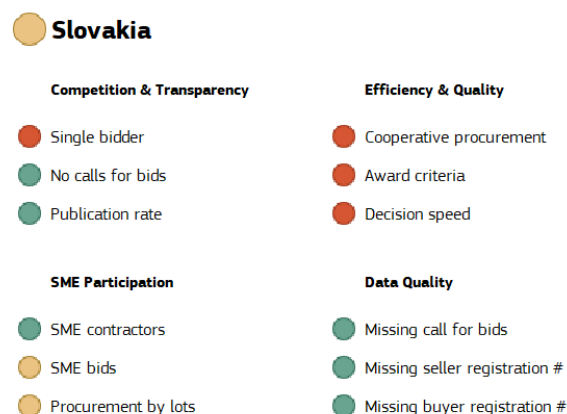 Slovakia
Competition & Transparency
Single bidder
No calls for bids
Publication rate
Efficiency & Quality
Cooperative procurement
Award criteria
Decision speed
SME Participation
SME contractors
SME bids
Procurement by lots
Data Quality
Missing call for bids
Missing seller registration #
Missing buyer registration #